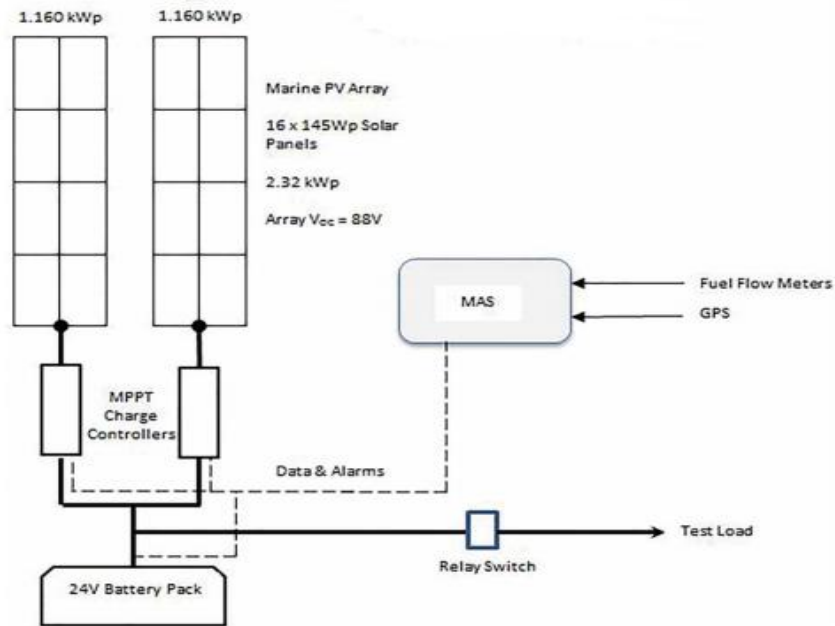 1.160 kWp
1.160 kWp
Marine PV Array
16 x 145Wp Solar
Panels
2.32 kWp
Array Voc = 88V
MAS
Fuel Flow Meters
GPS
MPPT
Charge
Controllers
Data & Alarms
Test Load
Relay Switch
24V Battery Pack